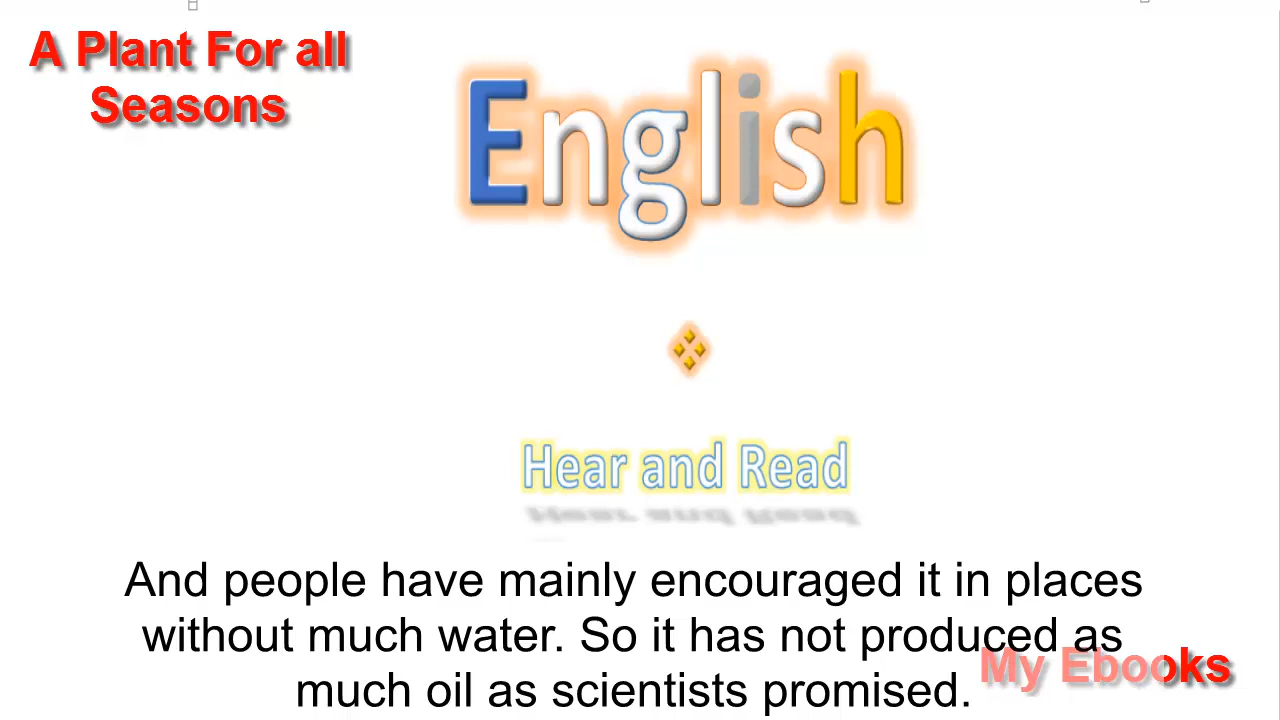 A Plant For all
Seasons
English
Hear and Read
And people have mainly encouraged it in places
without much water. So it has not produced as
much oil as scientists promised.
My Ebooks